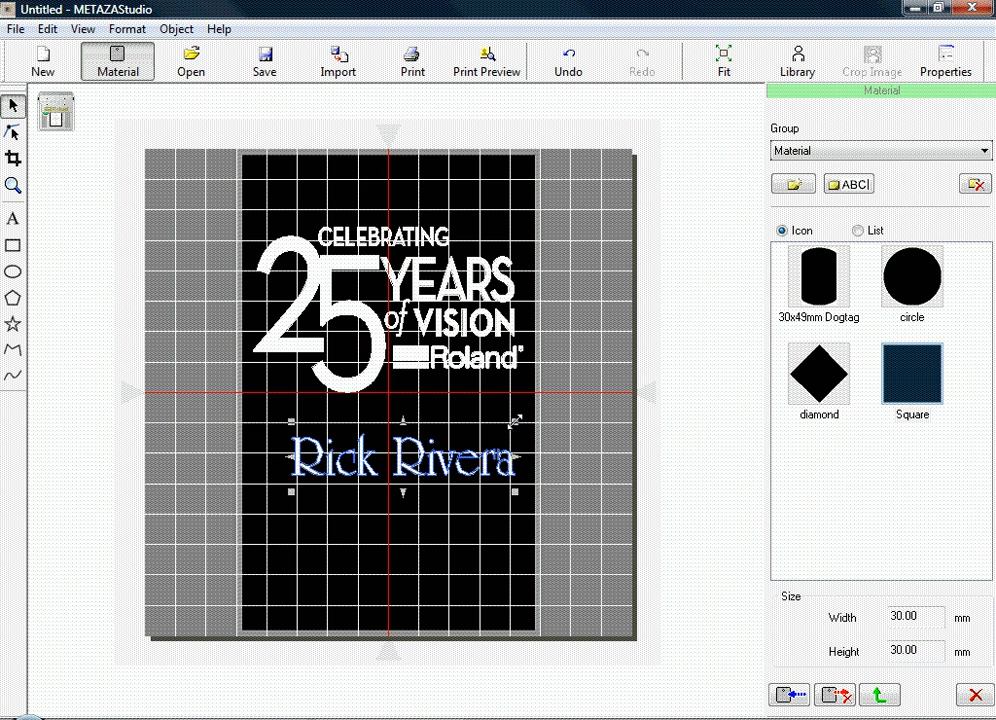 Untitled - METAZAStudio
File Edit View Format Object Help
New Material Open Save Import Print Print Preview Undo Redo Fit Library Crop Image Properties
Material
Group
Material
ABC
Icon List
30x49mm Dogtag circle
diamond Square
Size
Width 30.00 mm
Height 30.00 mm
A
CELEBRATING
25 YEARS
of VISION
Roland
Rick Rivera